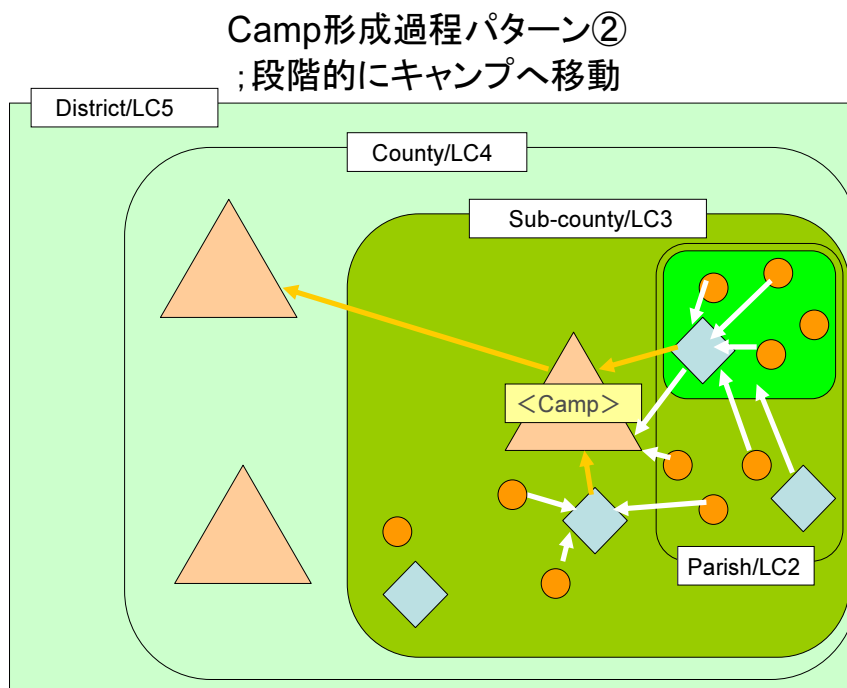 Camp形成過程パターン②
;段階的にキャンプへ移動
District/LC5
County/LC4
Sub-county/LC3
＜Camp＞
Parish/LC2